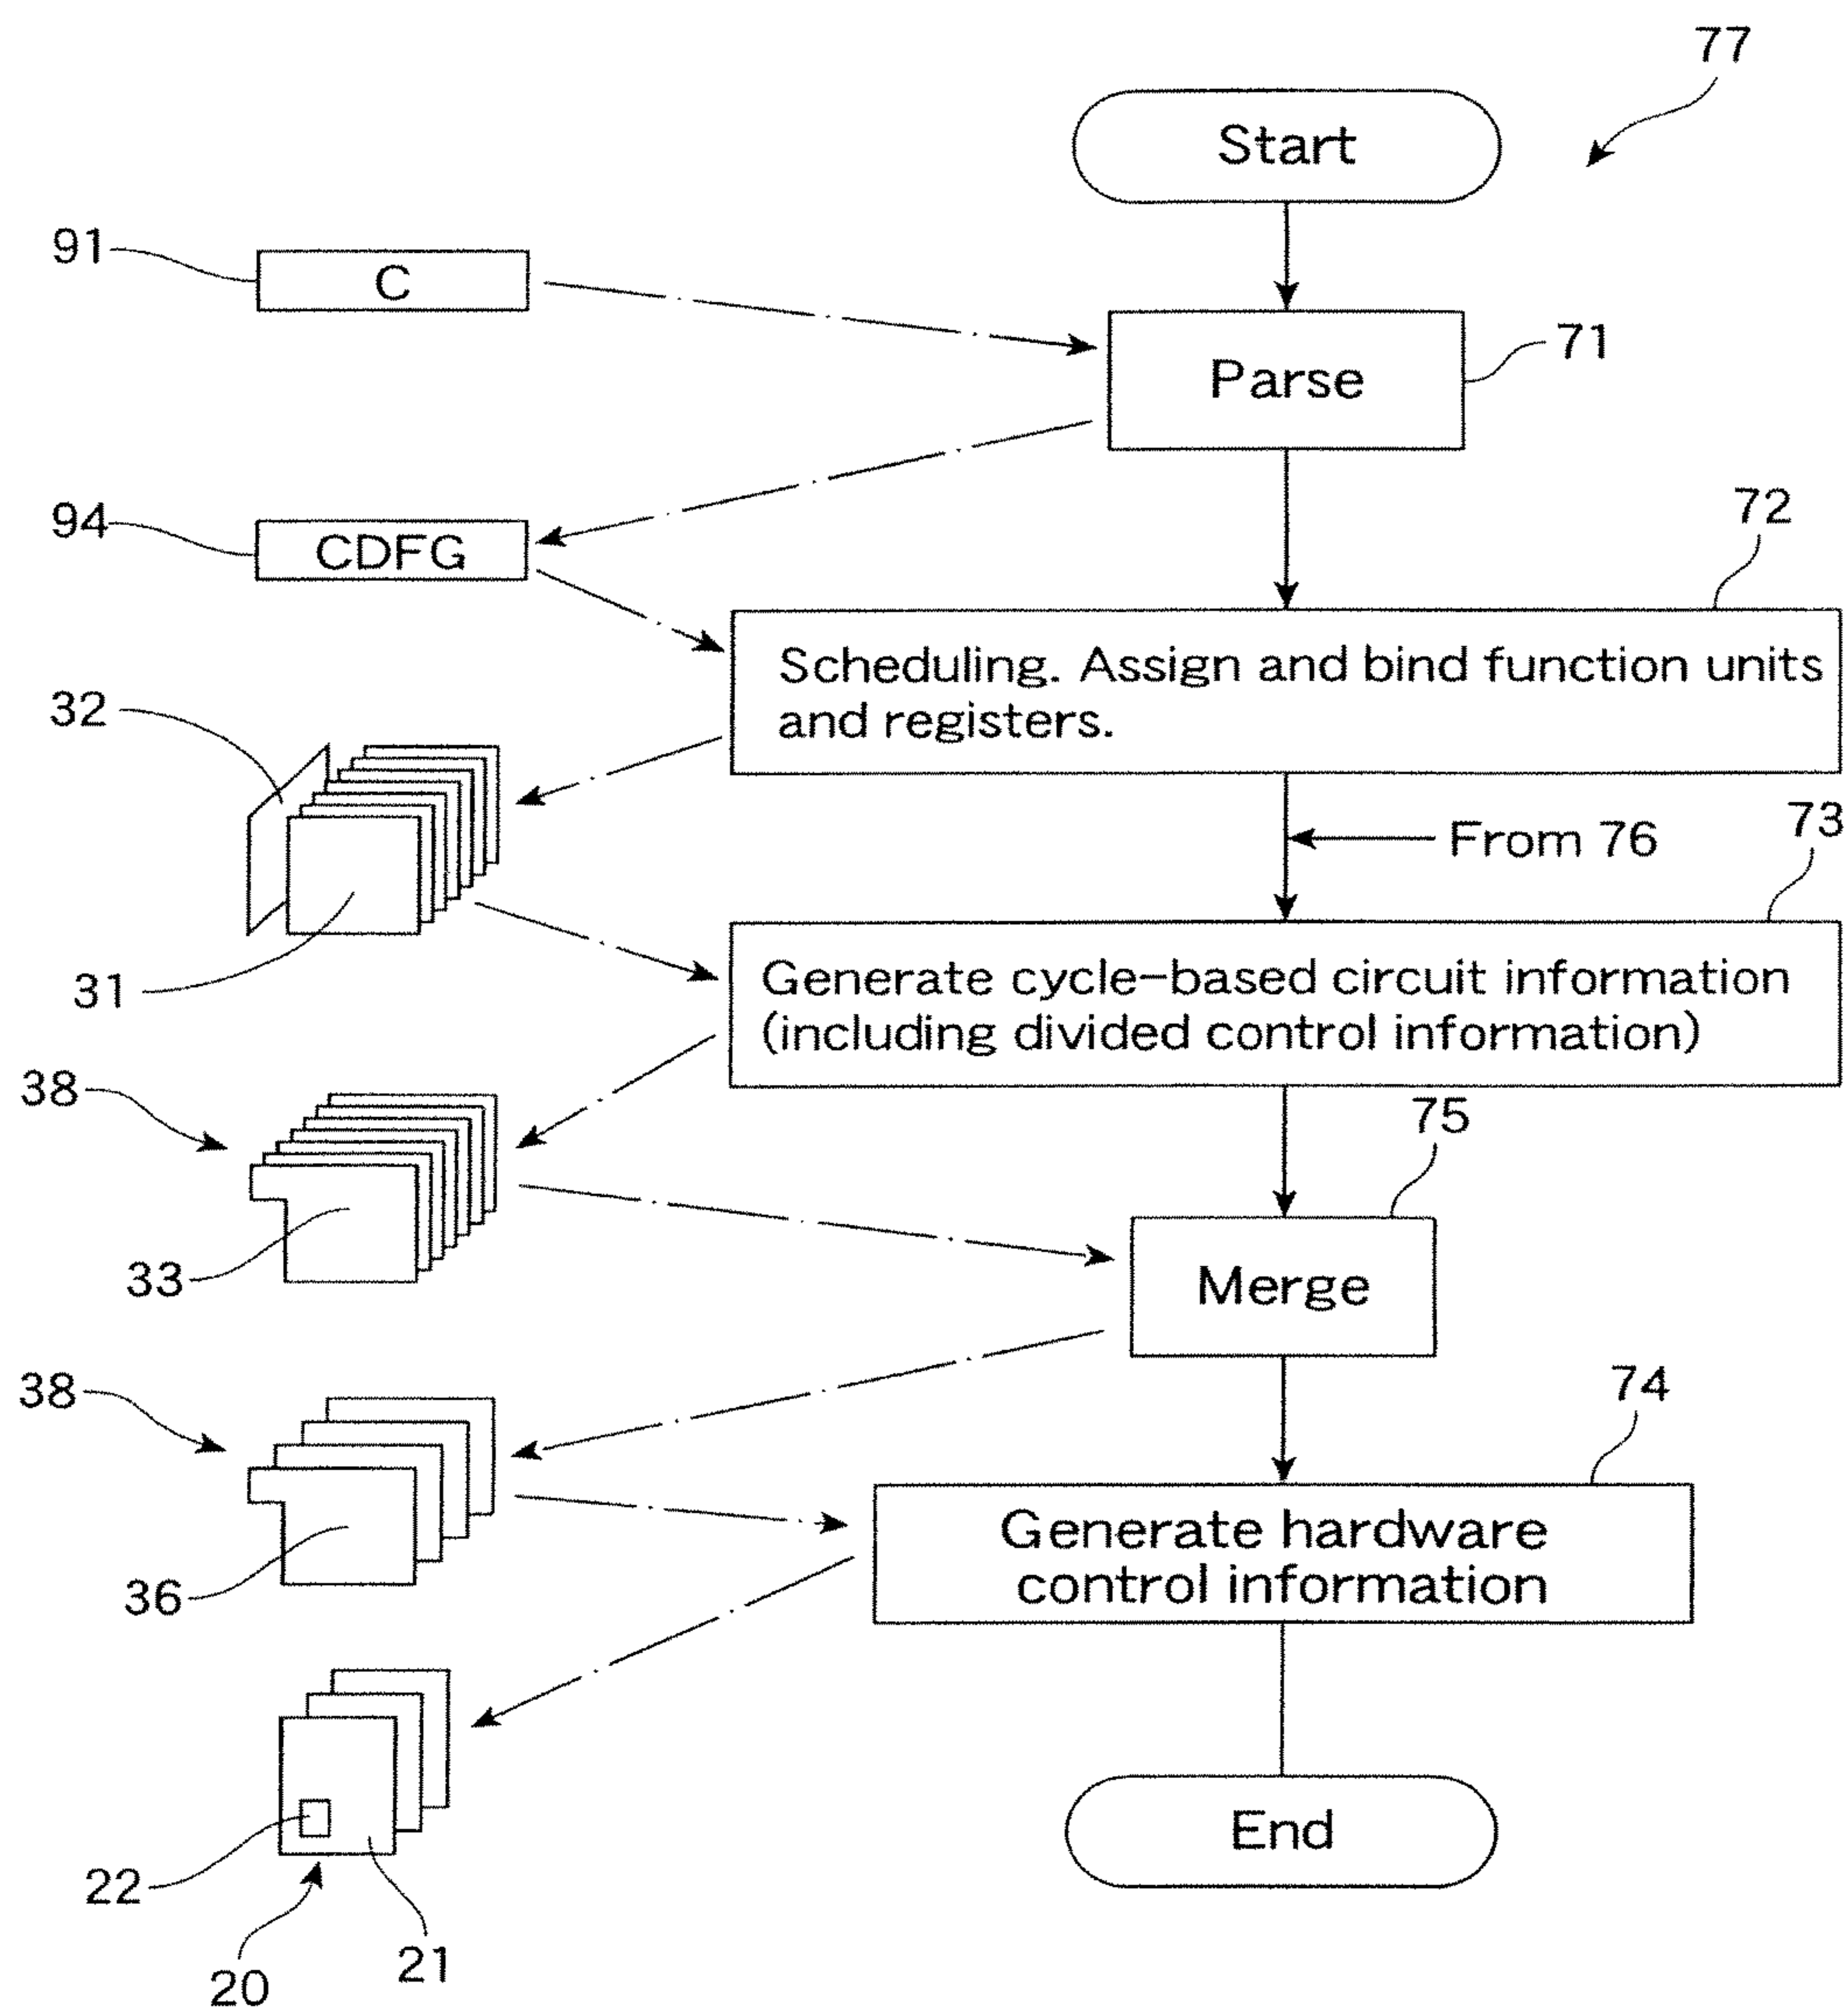 77
Start
91
C
71
Parse
94
CDFG
72
Scheduling. Assign and bind function units
and registers.
32
From 76
73
31
Generate cycle-based circuit information
(including divided control information)
38
75
33
Merge
38
74
36
Generate hardware
control information
22
End
21
20